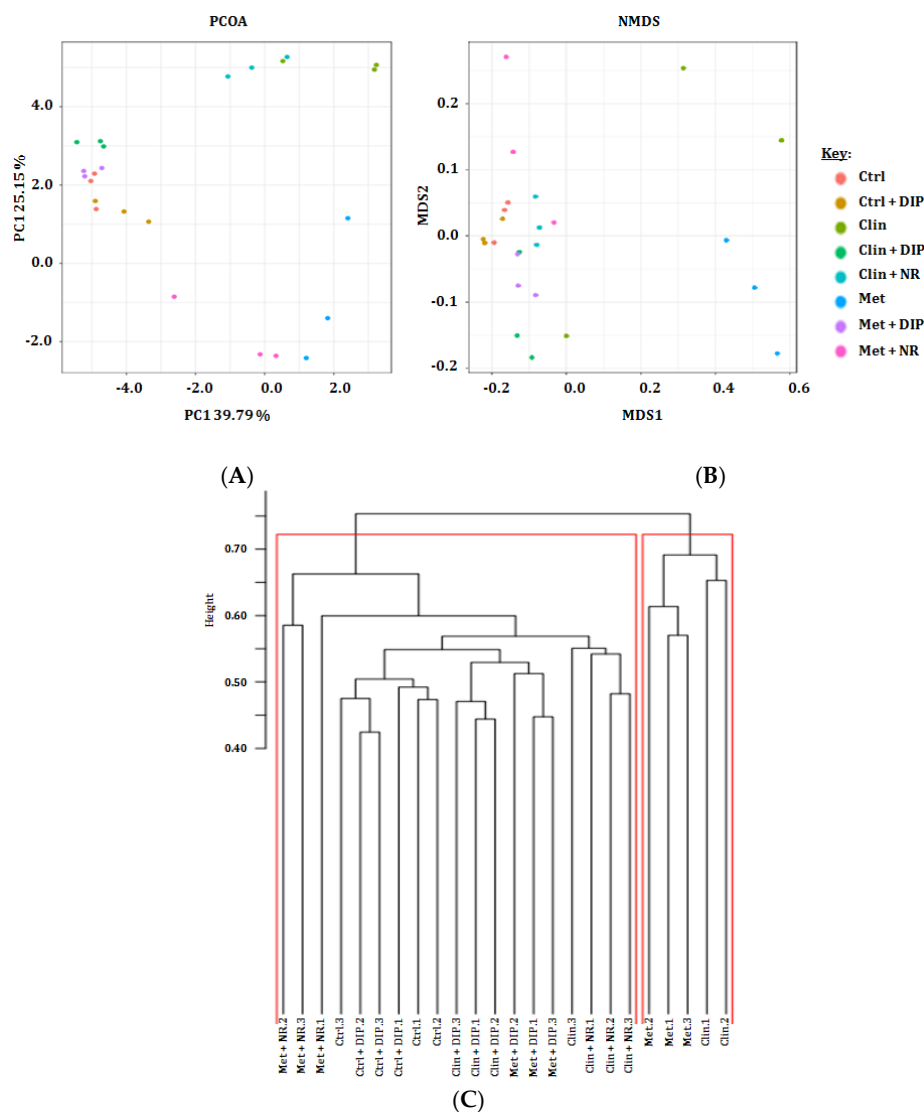 PCOA
4.0
2.0
0.0
-2.0
PC1 25.15 %
-4.0 -2.0 0.0 2.0
PC1 39.79 %
(A)
NMDS
0.2
0.1
0.0
-0.1
-0.2
MDS2
-0.2 0.0 0.2 0.4 0.6
MDS1
(B)
Key:
Ctrl
Ctrl + DIP
Clin
Clin + DIP
Clin + NR
Met
Met + DIP
Met + NR
Height
0.70
0.60
0.50
0.40
Met + NR.2
Met + NR.3
Met + NR.1
Ctrl.3
Ctrl + DIP.2
Ctrl + DIP.3
Ctrl + DIP.1
Ctrl.1
Ctrl.2
Clin + DIP.3
Clin + DIP.1
Clin + DIP.2
Met + DIP.2
Met + DIP.1
Met + DIP.3
Clin.3
Clin + NR.1
Clin + NR.2
Clin + NR.3
Met.2
Met.1
Met.3
Clin.1
Clin.2
(C)